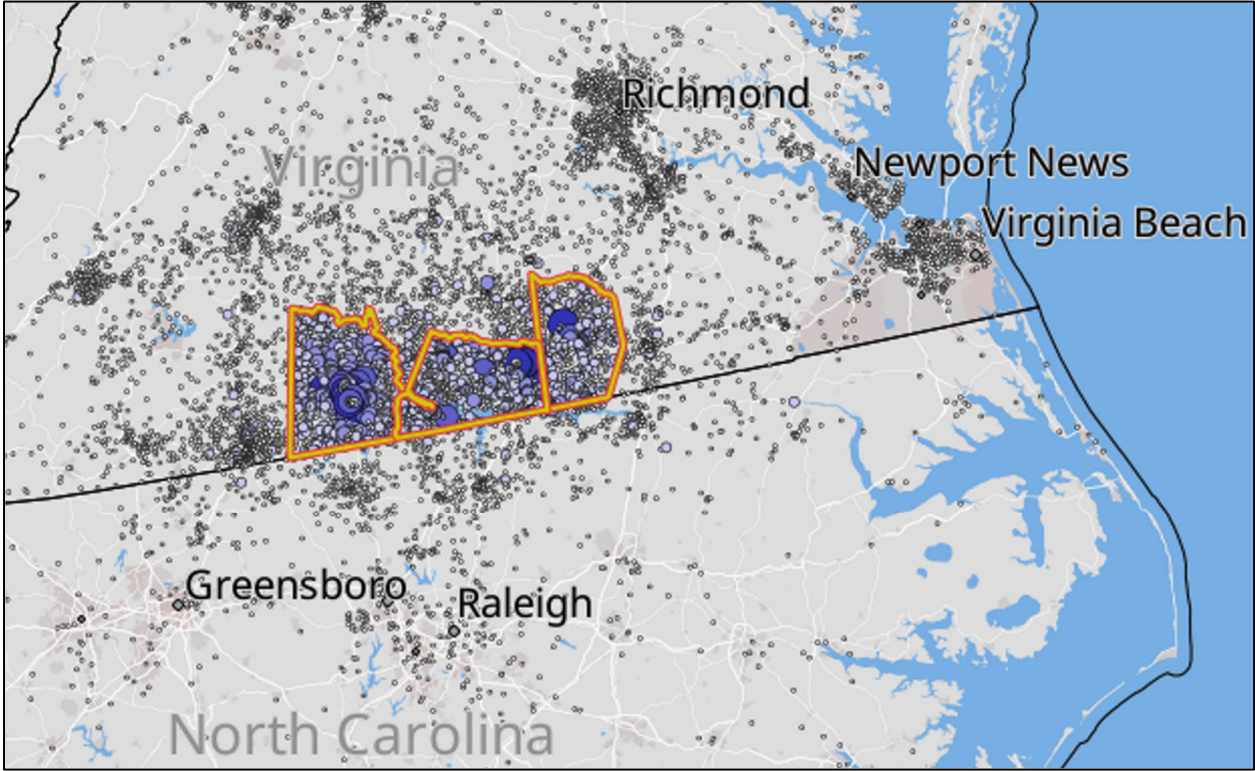 Richmond
Virginia
Newport News
Virginia Beach
Greensboro
Raleigh
North Carolina